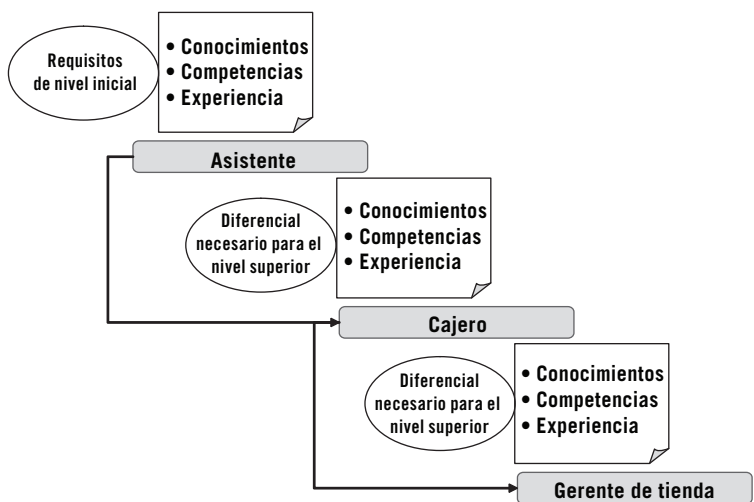 Requisitos
de nivel inicial
• Conocimientos
• Competencias
• Experiencia
Asistente
Diferencial
necesario para el
nivel superior
• Conocimientos
• Competencias
• Experiencia
Cajero
Diferencial
necesario para el
nivel superior
• Conocimientos
• Competencias
• Experiencia
Gerente de tienda